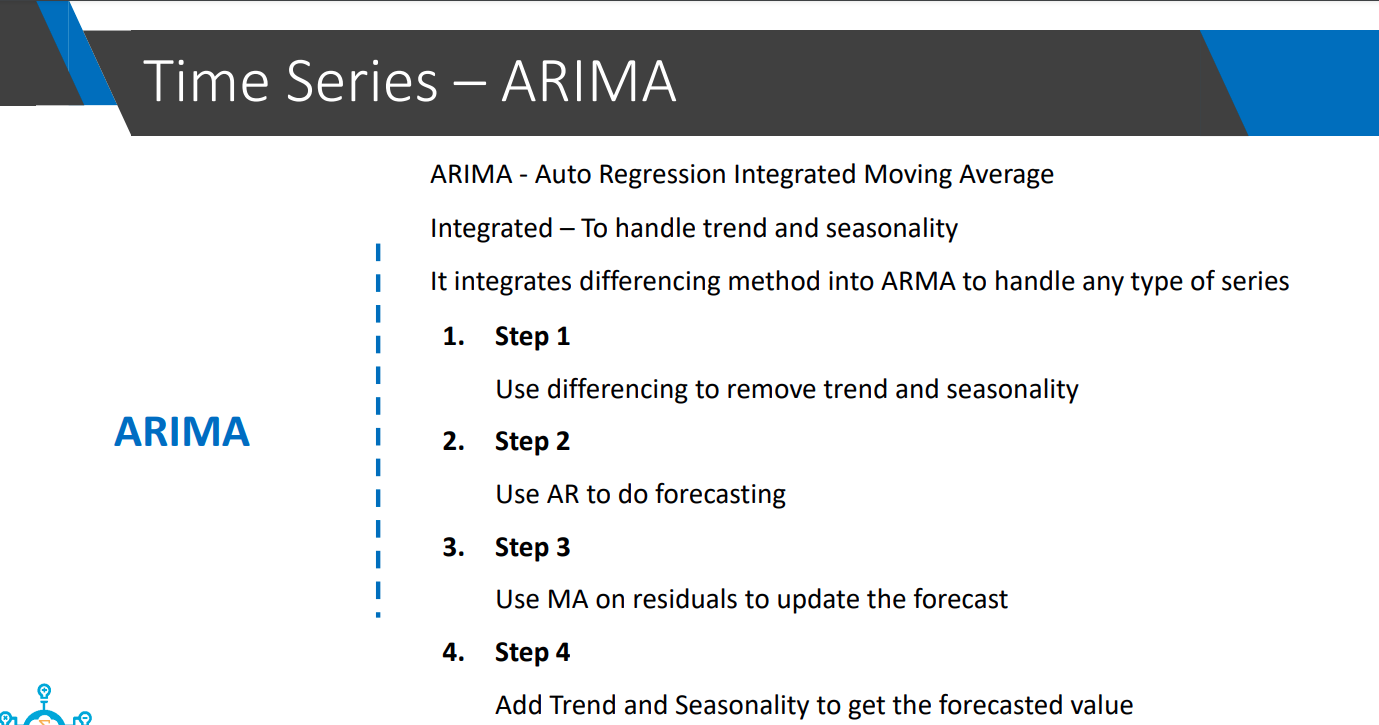 Time Series – ARIMA
ARIMA - Auto Regression Integrated Moving Average
Integrated – To handle trend and seasonality
It integrates differencing method into ARMA to handle any type of series
1. Step 1
Use differencing to remove trend and seasonality
ARIMA
2. Step 2
Use AR to do forecasting
3. Step 3
Use MA on residuals to update the forecast
4. Step 4
Add Trend and Seasonality to get the forecasted value